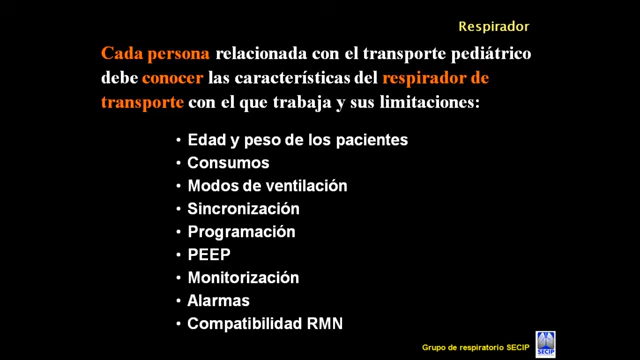 Respirador
Cada persona relacionada con el transporte pediátrico
debe conocer las características del respirador de
transporte con el que trabaja y sus limitaciones:
• Edad y peso de los pacientes
• Consumos
• Modos de ventilación
• Sincronización
• Programación
• PEEP
• Monitorización
• Alarmas
• Compatibilidad RMN
Grupo de respiratorio SECIP
SECIP